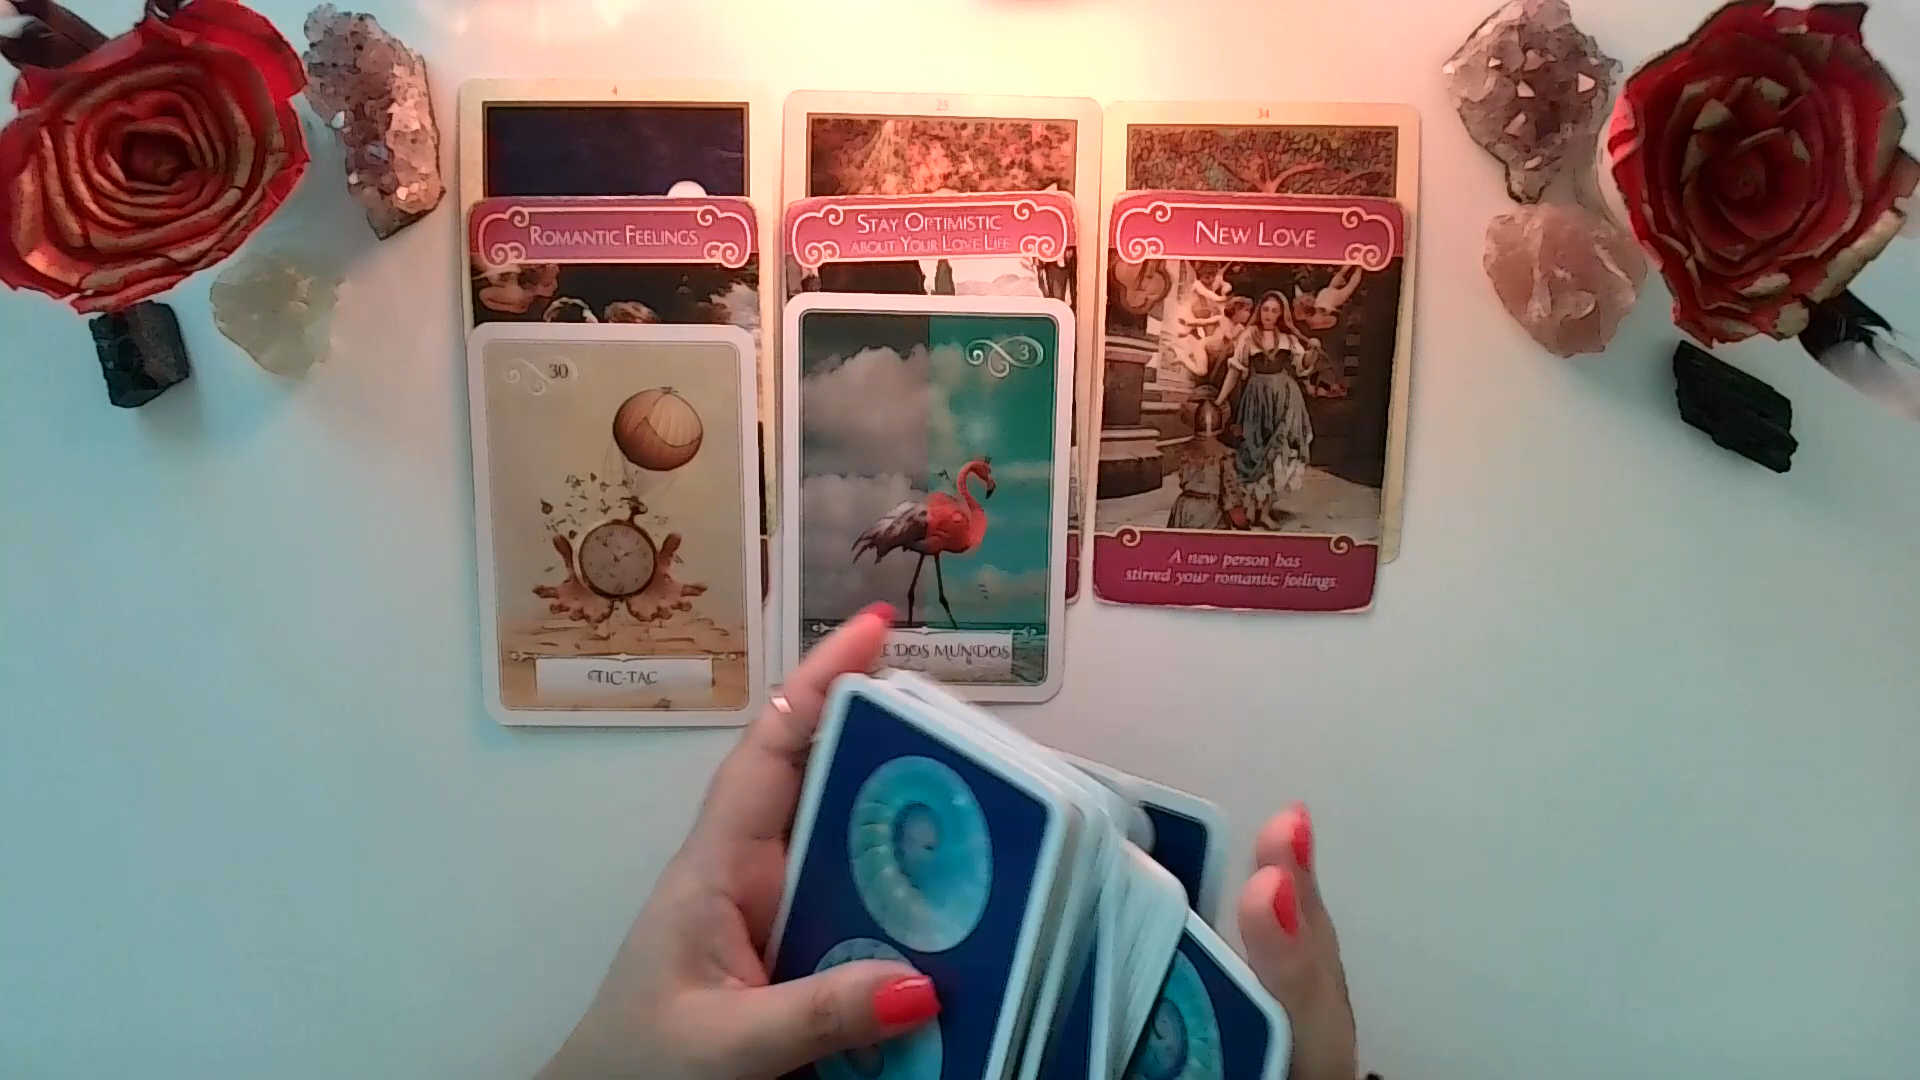 4
25
34
ROMANTIC FEELINGS
STAY OPTIMISTIC
ABOUT YOUR LOVE LIFE
NEW LOVE
30
3
A new person has
stirred your romantic feelings.
TIC-TAC
DOS MUNDOS